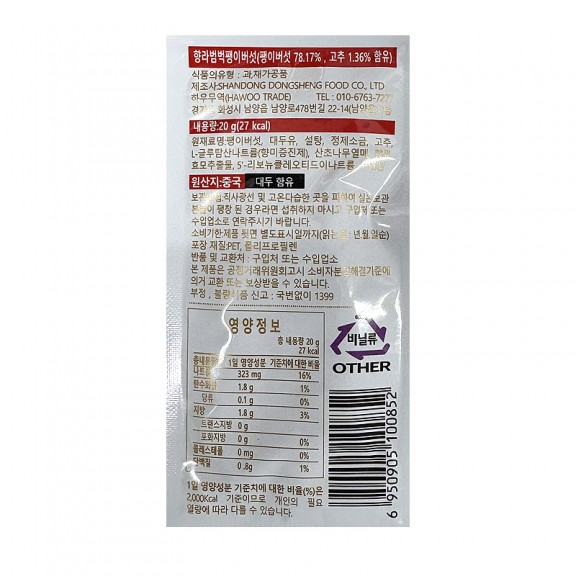 향라범벅팽이버섯(팽이버섯 78.17% , 고추 1.36% 함유)
식품의유형 : 과.채가공품
제조사:SHANDONG DONGSHENG FOOD CO., LTD
하우무역(HAWOO TRADE) TEL : 010-6763-727
경기도 화성시 남양읍 남양로478번길 22-14(남양
내용량:20 g(27 kcal)
원재료명:팽이버섯, 대두유, 설탕, 정제소금, 고추,
L-글루탐산나트륨(향미증진제), 산초나무열매,
효모추출물, 5'-리보뉴클레오티드이나트륨
원산지:중국 대두 함유
보관방법:직사광선 및 고온다습한 곳을 피하여 실온보관
본품이 팽창 된 경우라면 섭취하지 마시고 구입처 또는
수입업소로 연락주시기 바랍니다.
소비기한:제품 뒷면 별도표시일까지(읽는법: 년.월.일순)
포장 재질:PET, 폴리프로필렌
반품 및 교환처 : 구입처 또는 수입업소
본 제품은 공정거래위원회고시 소비자분쟁해결기준에
의거 교환 또는 보상받을 수 있습니다.
부정 , 불량식품 신고 : 국번없이 1399
영양정보
총 내용량 20 g
27 kcal
총내용량 1일 영양성분 기준치에 대한 비율
나트륨 323 mg 16%
탄수화물 1.8 g 1%
당류 0.1 g 0%
지방 1.8 g 3%
트랜스지방 0 g
포화지방 0 g 0%
콜레스테롤 0 mg 0%
단백질 0 .8g 1%
1일 영양성분 기준치에 대한 비율(%)은
2,000Kcal 기준이므로 개인의 필요
열량에 따라 다를 수 있습니다.
비닐류
OTHER
6 950905 100852